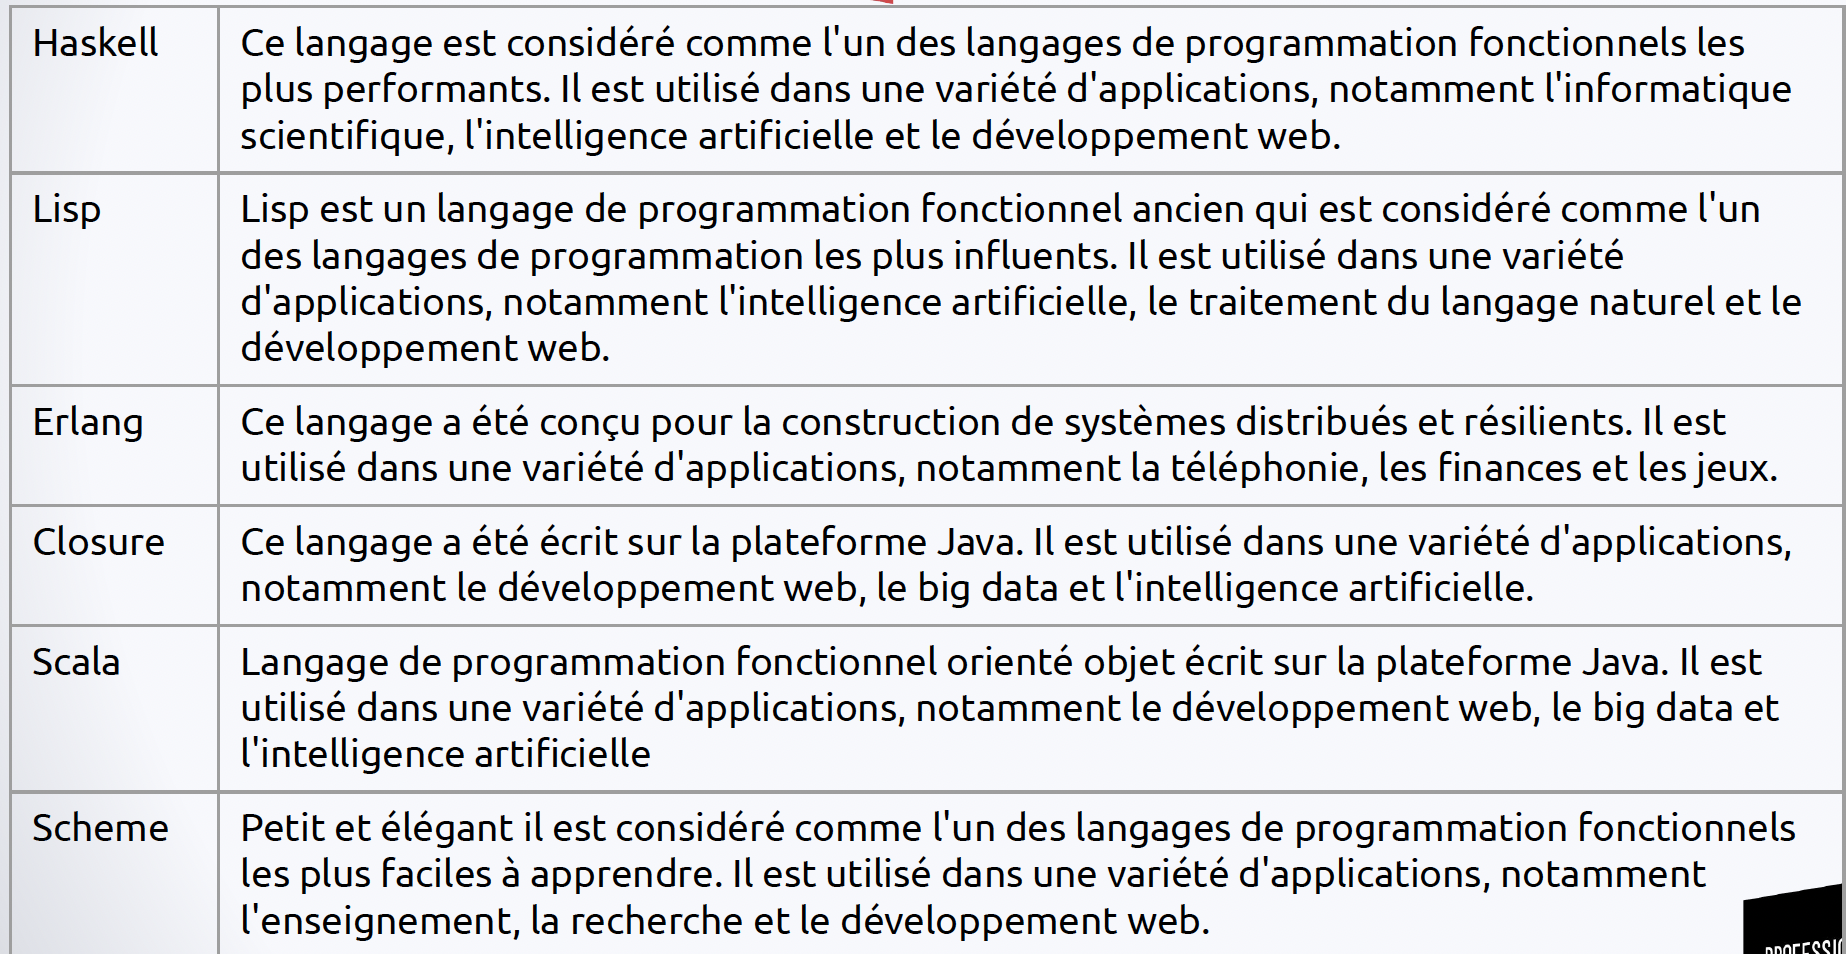 Haskell
Ce langage est considéré comme l'un des langages de programmation fonctionnels les
plus performants. Il est utilisé dans une variété d'applications, notamment l'informatique
scientifique, l'intelligence artificielle et le développement web.
Lisp
Lisp est un langage de programmation fonctionnel ancien qui est considéré comme l'un
des langages de programmation les plus influents. Il est utilisé dans une variété
d'applications, notamment l'intelligence artificielle, le traitement du langage naturel et le
développement web.
Erlang
Ce langage a été conçu pour la construction de systèmes distribués et résilients. Il est
utilisé dans une variété d'applications, notamment la téléphonie, les finances et les jeux.
Closure
Ce langage a été écrit sur la plateforme Java. Il est utilisé dans une variété d'applications,
notamment le développement web, le big data et l'intelligence artificielle.
Scala
Langage de programmation fonctionnel orienté objet écrit sur la plateforme Java. Il est
utilisé dans une variété d'applications, notamment le développement web, le big data et
l'intelligence artificielle
Scheme
Petit et élégant il est considéré comme l'un des langages de programmation fonctionnels
les plus faciles à apprendre. Il est utilisé dans une variété d'applications, notamment
l'enseignement, la recherche et le développement web.